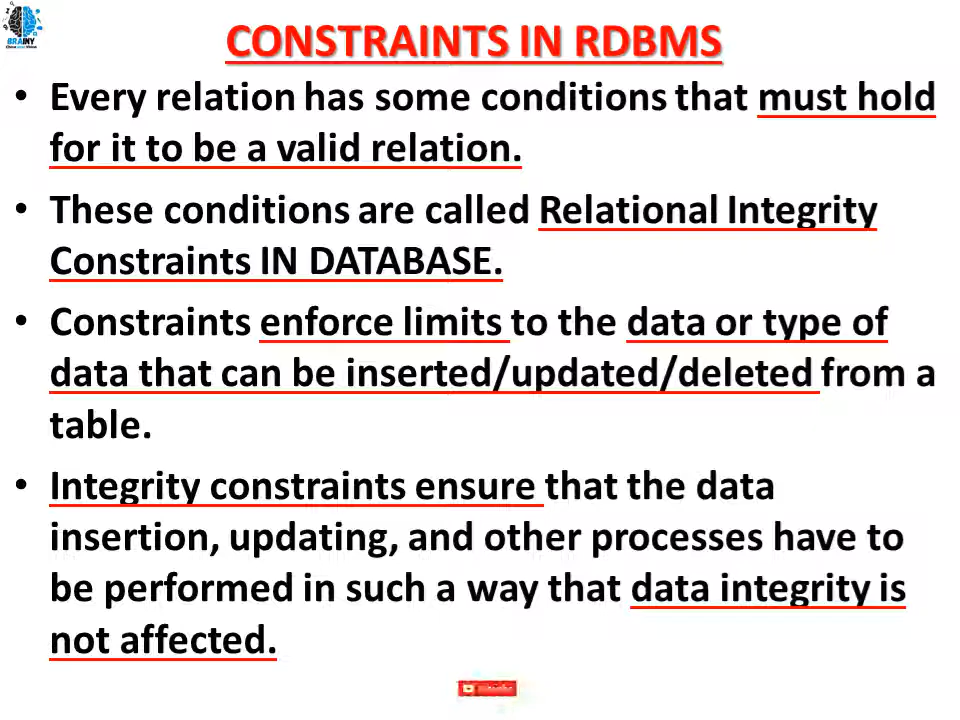 BRAINY
CONSTRAINTS IN RDBMS
• Every relation has some conditions that must hold
for it to be a valid relation.
• These conditions are called Relational Integrity
Constraints IN DATABASE.
• Constraints enforce limits to the data or type of
data that can be inserted/updated/deleted from a
table.
• Integrity constraints ensure that the data
insertion, updating, and other processes have to
be performed in such a way that data integrity is
not affected.